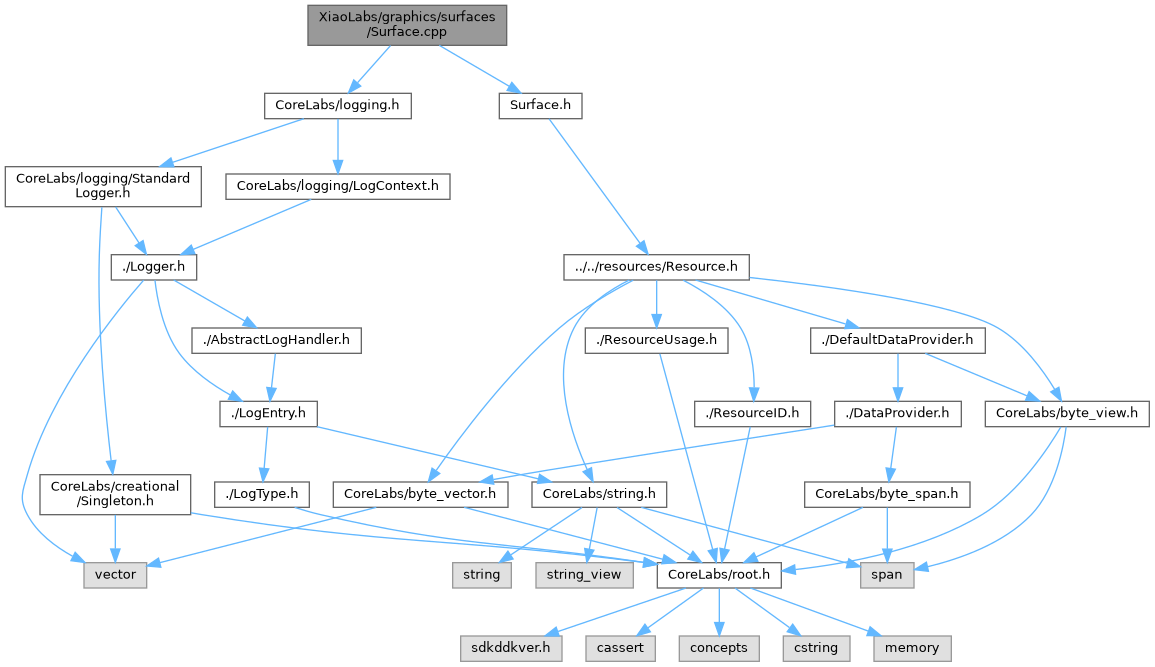 XiaoLabs/graphics/surfaces
/Surface.cpp
CoreLabs/logging.h
Surface.h
CoreLabs/logging/Standard
Logger.h
CoreLabs/logging/LogContext.h
./Logger.h
../../resources/Resource.h
./AbstractLogHandler.h
./ResourceUsage.h
./DefaultDataProvider.h
./LogEntry.h
./ResourceID.h
./DataProvider.h
CoreLabs/byte_view.h
CoreLabs/creational
/Singleton.h
./LogType.h
CoreLabs/byte_vector.h
CoreLabs/string.h
CoreLabs/byte_span.h
vector
string
string_view
CoreLabs/root.h
span
sdkddkver.h
cassert
concepts
cstring
memory